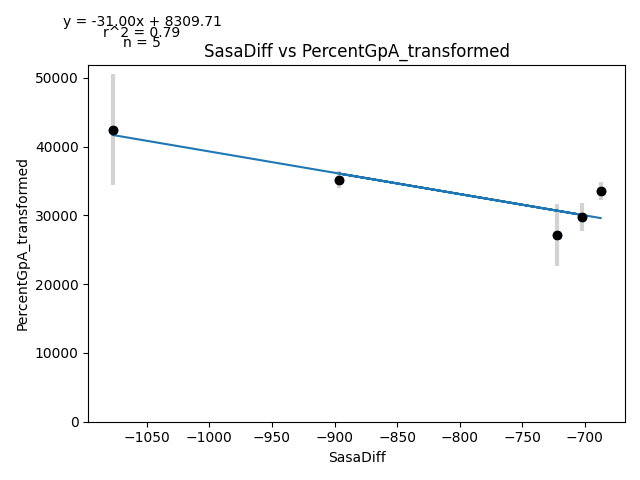 y = -31.00x + 8309.71
r^2 = 0.79
n = 5
SasaDiff vs PercentGpA_transformed
PercentGpA_transformed
50000
40000
30000
20000
10000
0
−1050 −1000 −950 −900 −850 −800 −750 −700
SasaDiff